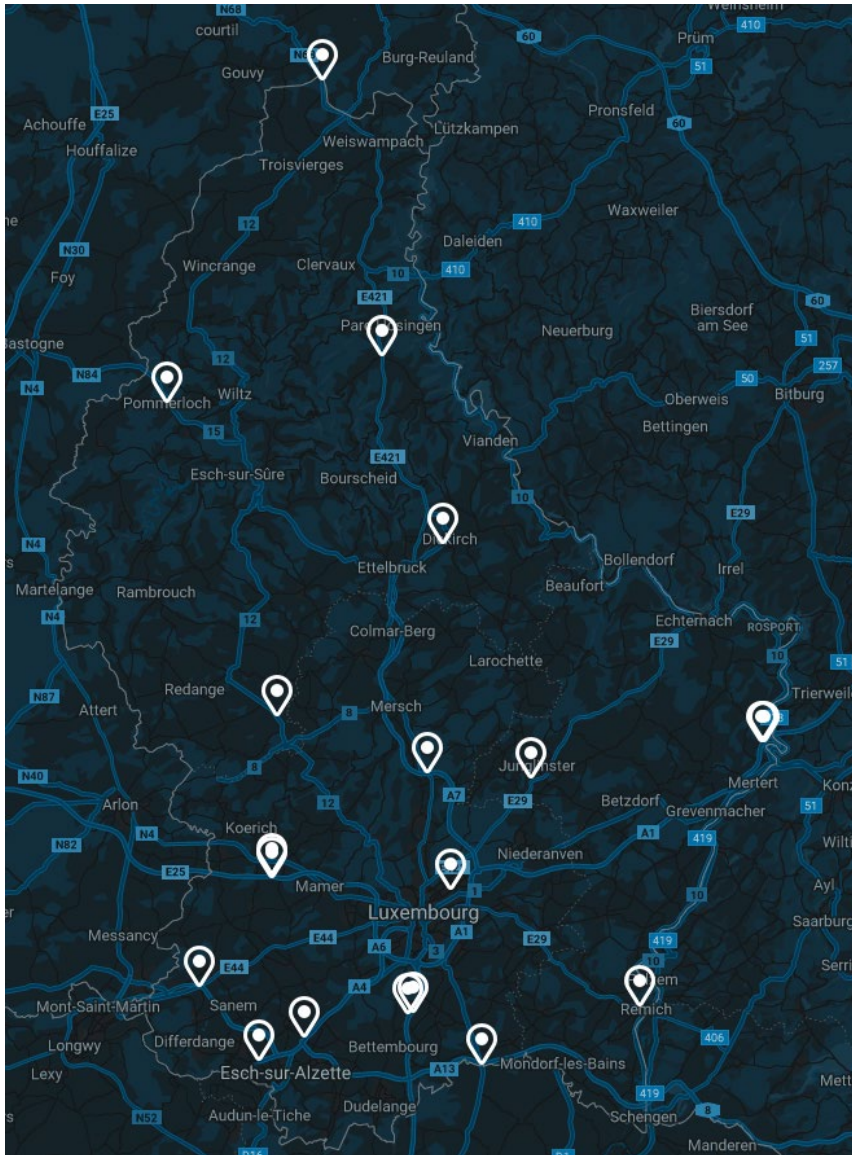 N68
courtil
Weinsheim
410
60
Prüm
51
Gouvy
Burg-Reuland
E25
Achouffe
Houffalize
Pronsfeld
Lützkampen
Weiswampach
60
Troisvierges
410
Waxweiler
12
Daleiden
N30
Wincrange
Clervaux
10
410
Foy
E421
60
Biersdorf
am See
Neuerburg
51
Bastogne
12
257
N84
50
N4
Pommerloch
Wiltz
Oberweis
Bitburg
15
Bettingen
Vianden
E421
Esch-sur-Sûre
Bourscheid
10
E29
N4
Diekirch
Bollendorf
Ettelbruck
Irrel
Martelange
Rambrouch
Beaufort
N4
12
Echternach
ROSPORT
Colmar-Berg
E29
10
Larochette
51
Redange
N87
Trierweile
Attert
Mersch
8
8
Junglinster
N40
Mertert
Konz
A7
E29
Betzdorf
Arlon
12
Grevenmacher
51
Koerich
N4
A1
419
N82
Niederanven
E25
Mamer
1
Ayl
10
Luxembourg
Saarburg
Messancy
E44
A6
3
A1
E29
419
10
E44
A4
Mont-Saint-Martin
Sanem
Remich
Differdange
Bettembourg
406
Longwy
Lexy
Esch-sur-Alzette
A13
Mondorf-les-Bains
419
Dudelange
N52
Audun-le-Tiche
Schengen
8
Manderen